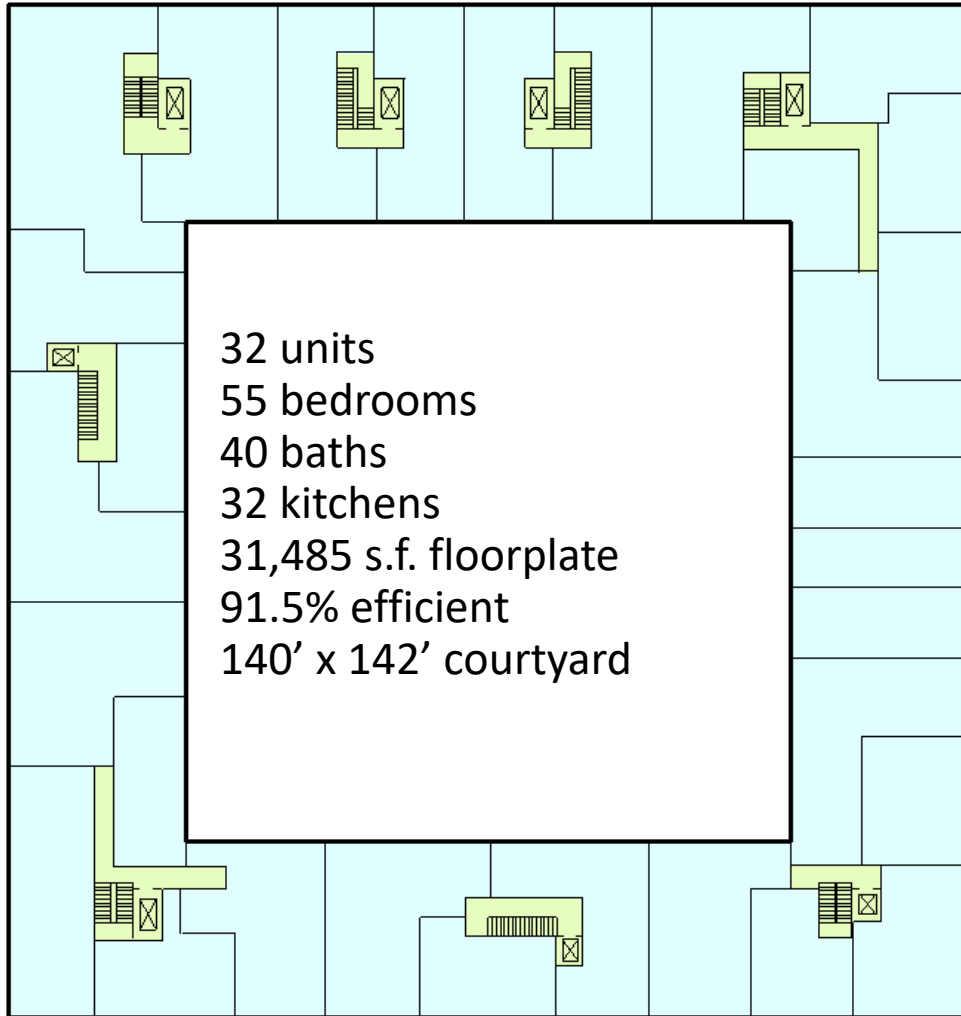 32 units
55 bedrooms
40 baths
32 kitchens
31,485 s.f. floorplate
91.5% efficient
140’ x 142’ courtyard